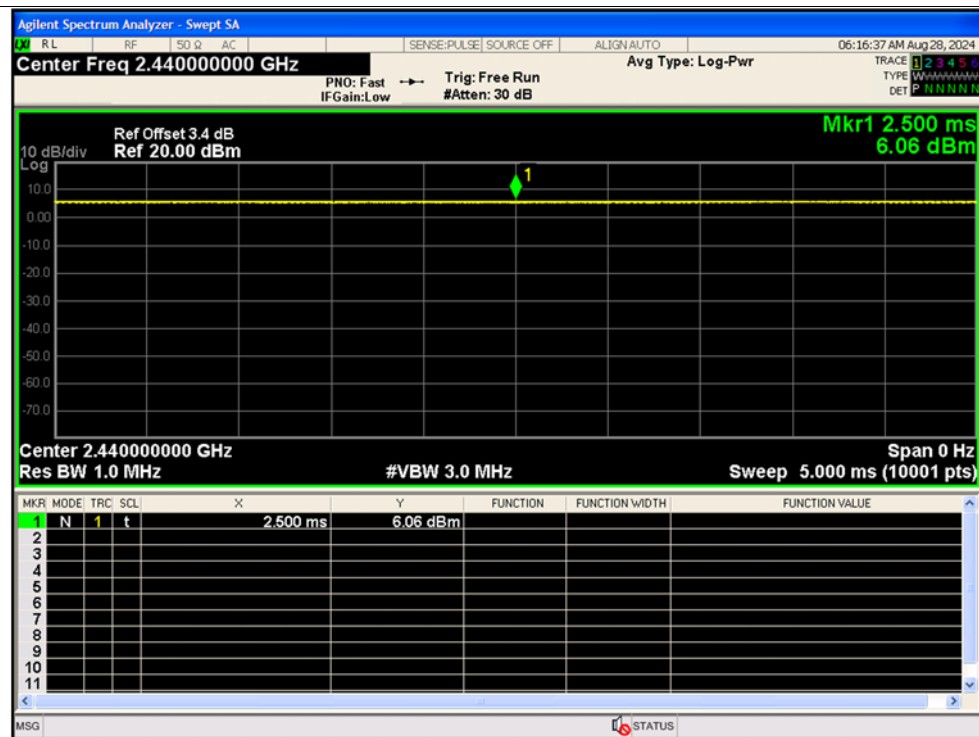 Agilent Spectrum Analyzer - Swept SA
LXI RL RF 50 Ω AC SENSE:PULSE SOURCE OFF ALIGN AUTO 06:16:37 AM Aug 28, 2024
Center Freq 2.440000000 GHz Avg Type: Log-Pwr TRACE 1 2 3 4 5 6
PNO: Fast Trig: Free Run TYPE WWWWWW
IFGain:Low #Atten: 30 dB DET P N N N N N
Mkr1 2.500 ms
Ref Offset 3.4 dB
10 dB/div Ref 20.00 dBm 6.06 dBm
Log
1
10.0
0.00
-10.0
-20.0
-30.0
-40.0
-50.0
-60.0
-70.0
Center 2.440000000 GHz Span 0 Hz
Res BW 1.0 MHz #VBW 3.0 MHz Sweep 5.000 ms (10001 pts)
MKR MODE TRC SCL X Y FUNCTION FUNCTION WIDTH FUNCTION VALUE
1 N 1 t 2.500 ms 6.06 dBm
2
3
4
5
6
7
8
9
10
11
MSG STATUS